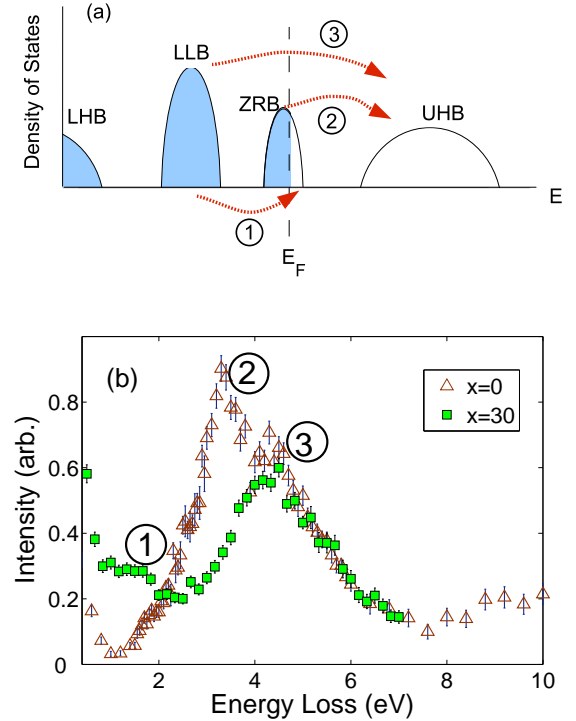 (a)
Density of States
LHB
LLB
ZRB
UHB
3
2
1
E
E_F
(b)
Intensity (arb.)
0.8
0.6
0.4
0.2
0
1
2
3
x=0
x=30
2
4
6
8
10
Energy Loss (eV)